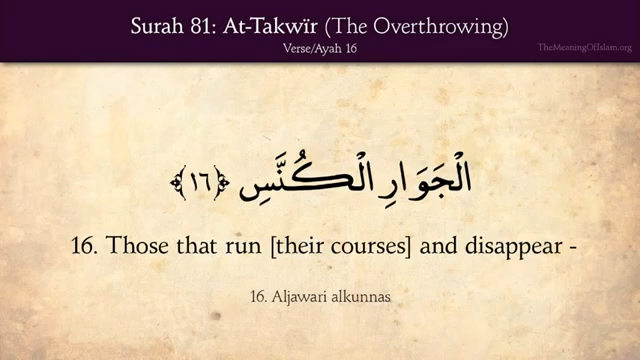 Surah 81: At-Takwïr (The Overthrowing)
Verse/Ayah 16
TheMeaningOfIslam.org
الْجَوَارِ الْكُنَّسِ ﴿١٦﴾
16. Those that run [their courses] and disappear -
16. Aljawari alkunnas